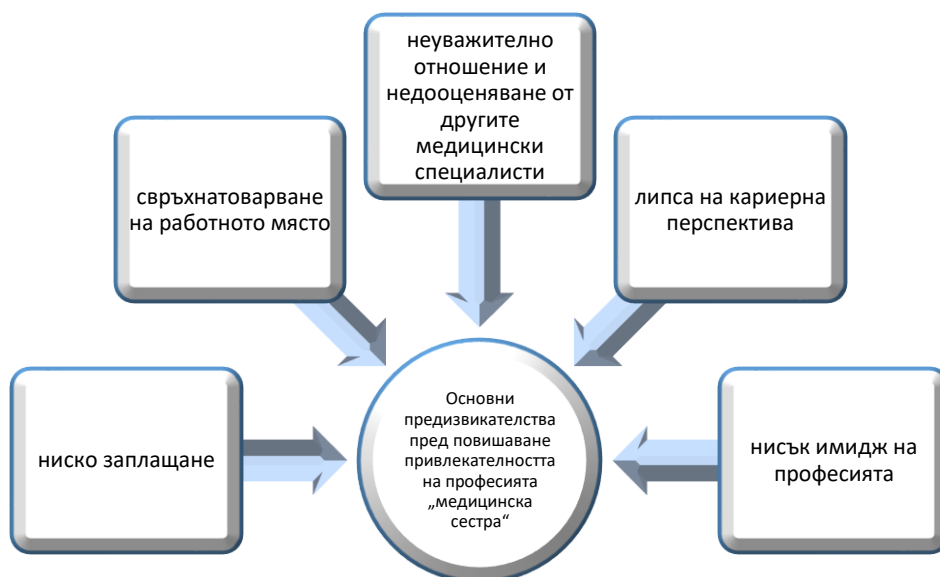 неуважително
отношение и
недооценяване от
другите
медицински
специалисти
свръхнатоварване
на работното място
липса на кариерна
перспектива
ниско заплащане
Основни
предизвикателства
пред повишаване
привлекателността
на професията
„медицинска
сестра“
нисък имидж на
професията